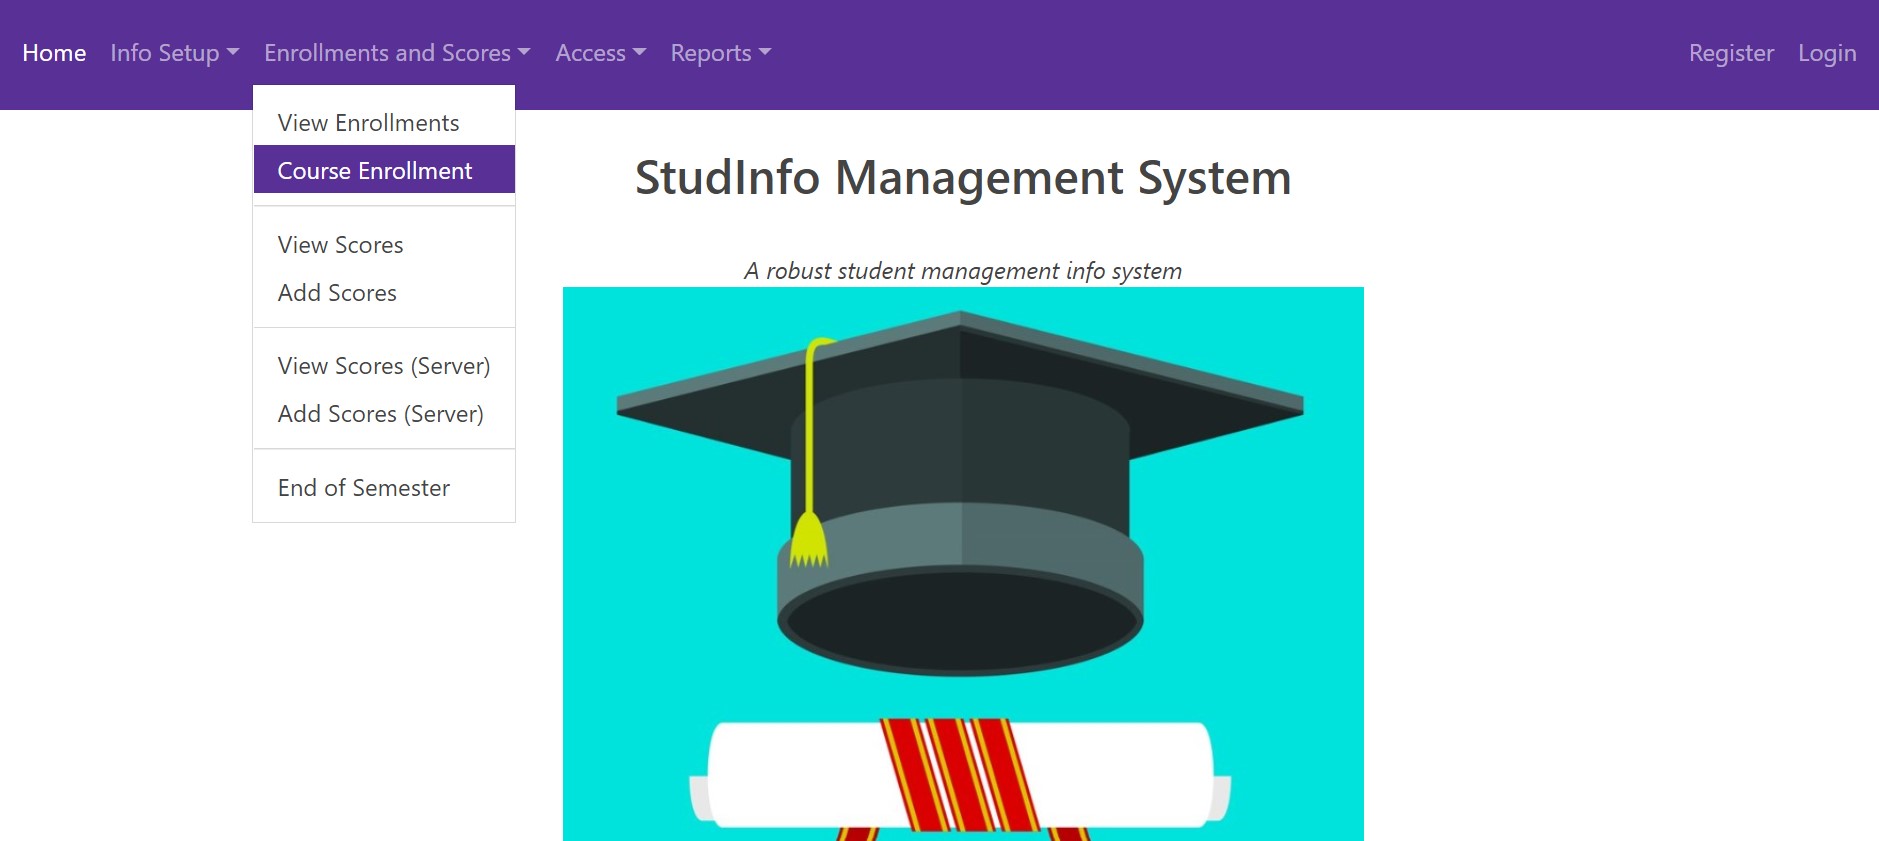 Home Info Setup Enrollments and Scores Access Reports Register Login
View Enrollments
Course Enrollment
View Scores
Add Scores
View Scores (Server)
Add Scores (Server)
End of Semester
StudInfo Management System
A robust student management info system